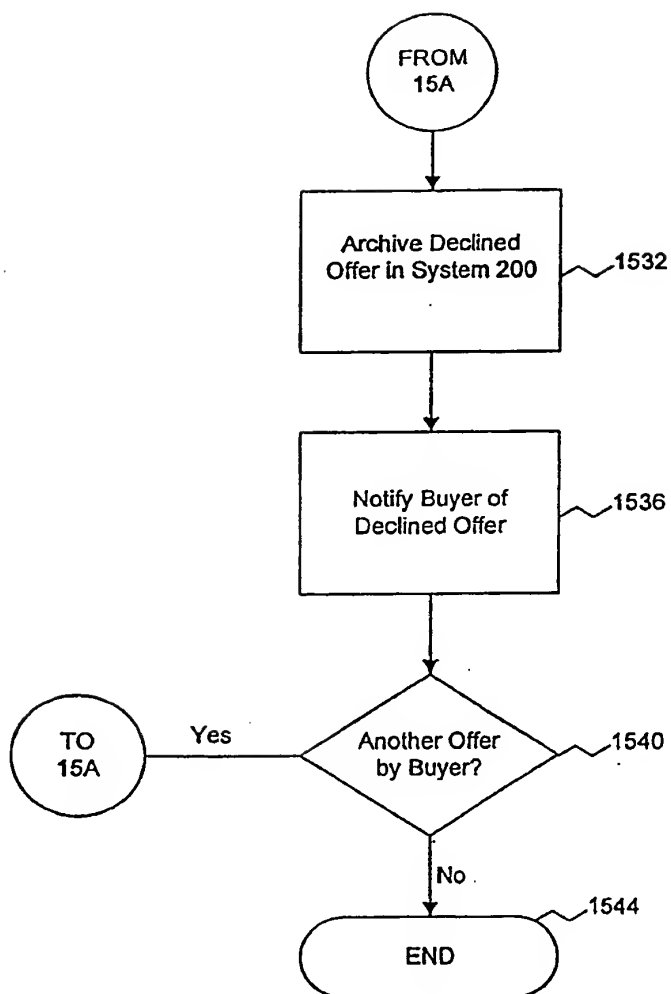 FROM
15A
Archive Declined
Offer in System 200
1532
Notify Buyer of
Declined Offer
1536
TO
15A
Yes
Another Offer
by Buyer?
1540
No
1544
END